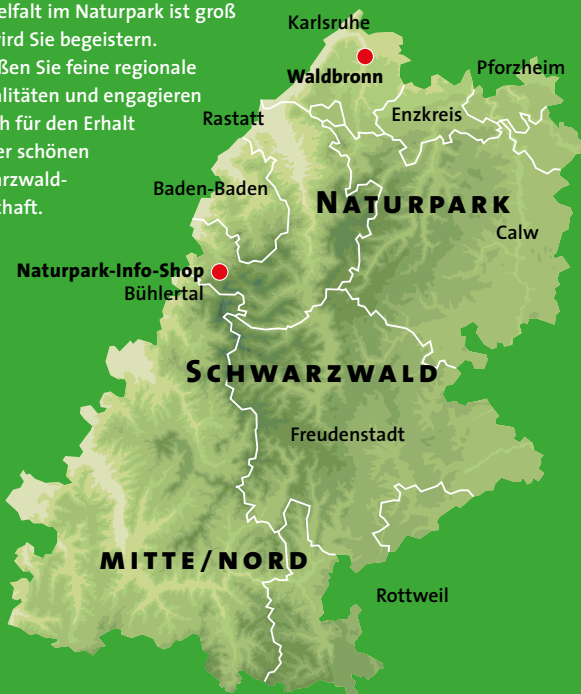 elfalt im Naturpark ist groß
ird Sie begeistern.
ßen Sie feine regionale
alitäten und engagieren
h für den Erhalt
er schönen
arzwald-
chaft.
Karlsruhe
Waldbronn
Pforzheim
Enzkreis
Rastatt
Baden-Baden
NATURPARK
Calw
Naturpark-Info-Shop
Bühlertal
SCHWARZWALD
Freudenstadt
MITTE/NORD
Rottweil